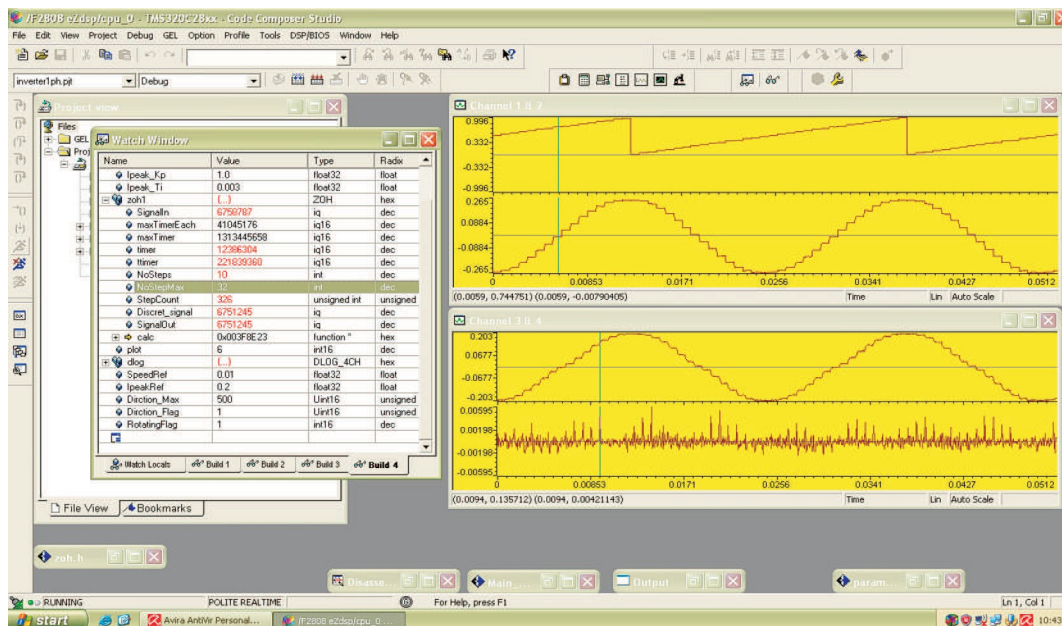 /F2808 eZdsp/cpu_0 - TMS320C28xx - Code Composer Studio
File Edit View Project Debug GEL Option Profile Tools DSP/BIOS Window Help
inverter1ph.pjt Debug
Project view
Files
GEL
Proj
Watch Window
Name Value Type Radix
Ipeak_Kp 1.0 float32 float
Ipeak_Ti 0.003 float32 float
zoh1 {...} ZOH hex
SignalIn 6758787 iq dec
maxTimerEach 41045176 iq16 dec
maxTimer 1313445658 iq16 dec
timer 12386304 iq16 dec
ttimer 221839360 iq16 dec
NoSteps 10 int dec
NoStepMax 32 int dec
StepCount 326 unsigned int unsigned
Discret_signal 6751245 iq dec
SignalOut 6751245 iq dec
calc 0x003F8E23 function * hex
plot 6 int16 dec
dlog {...} DLOG_4CH hex
SpeedRef 0.01 float32 float
IpeakRef 0.2 float32 float
Dirction_Max 500 Uint16 unsigned
Dirction_Flag 1 Uint16 unsigned
RotatingFlag 1 int16 dec
Watch Locals Build 1 Build 2 Build 3 Build 4
File View Bookmarks
Channel 1 & 2
0.996
0.332
-0.332
-0.996
0.265
0.0884
-0.0884
-0.265
0 0.00853 0.0171 0.0256 0.0341 0.0427 0.0512
(0.0059, 0.744751) (0.0059, -0.00790405) Time Lin Auto Scale
Channel 3 & 4
0.203
0.0677
-0.0677
-0.203
0.00595
0.00198
-0.00198
-0.00595
0 0.00853 0.0171 0.0256 0.0341 0.0427 0.0512
(0.0094, 0.135712) (0.0094, 0.00421143) Time Lin Auto Scale
zoh.h
Disasse... Main_... Output param...
RUNNING POLITE REALTIME For Help, press F1 Ln 1, Col 1
start Avira AntiVir Personal... /F2808 eZdsp/cpu_0 ... 10:43